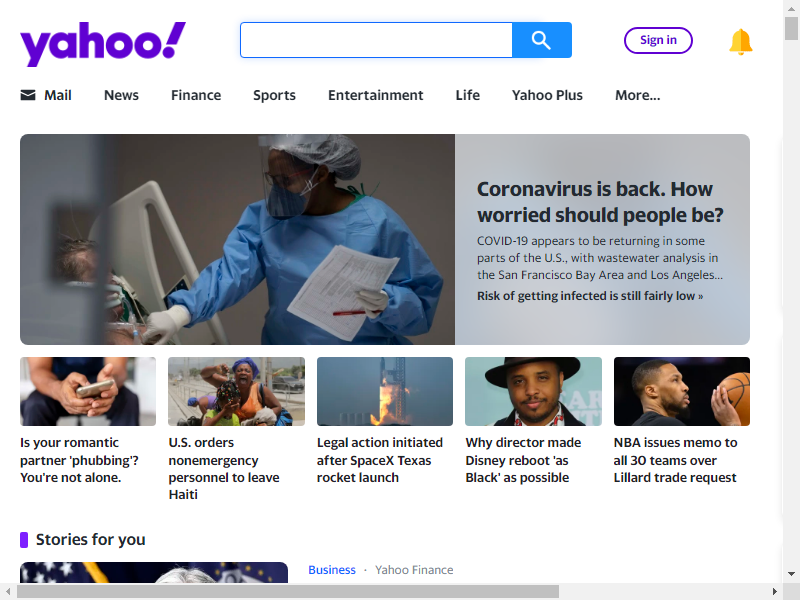 yahoo!
Sign in
Mail
News
Finance
Sports
Entertainment
Life
Yahoo Plus
More...
Coronavirus is back. How
worried should people be?
COVID-19 appears to be returning in some
parts of the U.S., with wastewater analysis in
the San Francisco Bay Area and Los Angeles...
Risk of getting infected is still fairly low »
Is your romantic
partner 'phubbing'?
You're not alone.
U.S. orders
nonemergency
personnel to leave
Haiti
Legal action initiated
after SpaceX Texas
rocket launch
Why director made
Disney reboot 'as
Black' as possible
NBA issues memo to
all 30 teams over
Lillard trade request
Stories for you
Business · Yahoo Finance